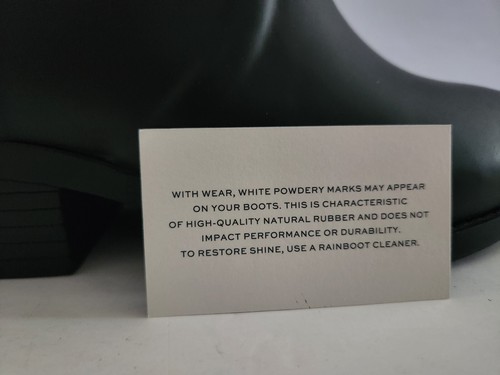 WITH WEAR, WHITE POWDERY MARKS MAY APPEAR
ON YOUR BOOTS. THIS IS CHARACTERISTIC
OF HIGH-QUALITY NATURAL RUBBER AND DOES NOT
IMPACT PERFORMANCE OR DURABILITY.
TO RESTORE SHINE, USE A RAINBOOT CLEANER.